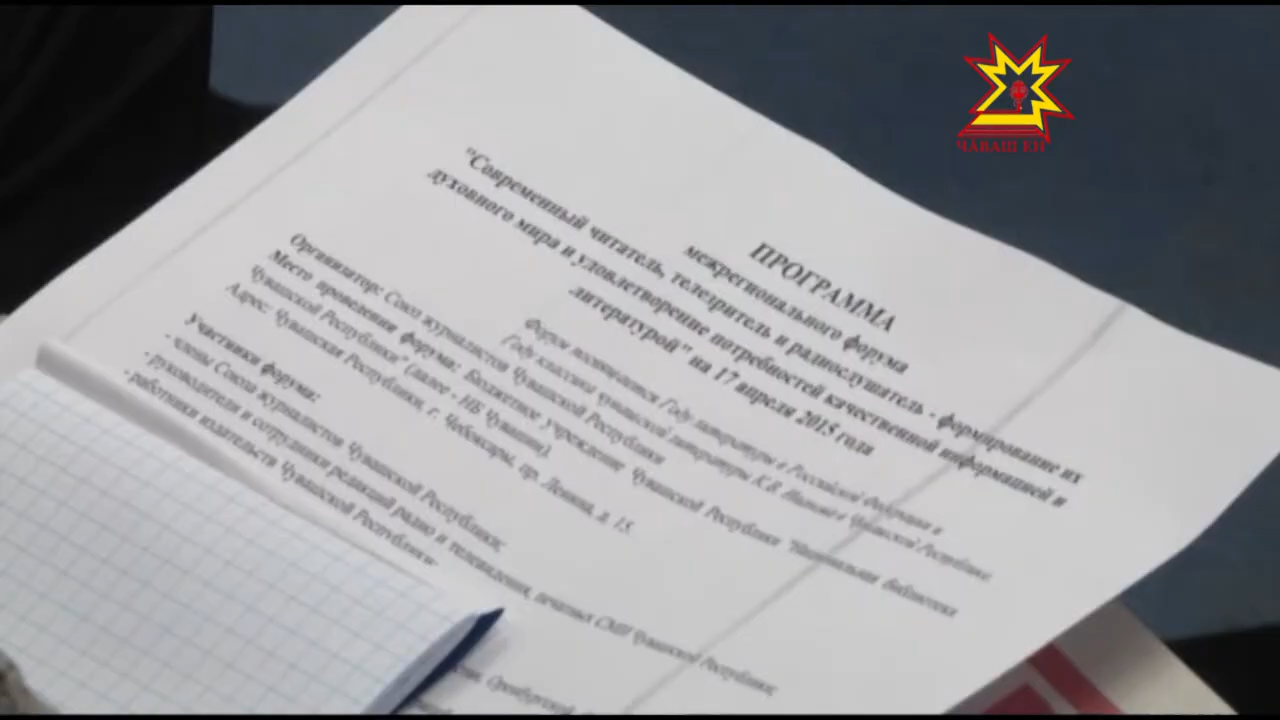 ЧĂВАШ ЕН
ПРОГРАММА
межрегионального форума
"Современный читатель, телезритель и радиослушатель - формирование их
духовного мира и удовлетворение потребностей качественной информацией и
литературой" на 17 апреля 2015 года
Форум посвящается Году литературы в Российской Федерации и
Году классика чувашской литературы К.В. Иванова в Чувашской Республике
Организатор: Союз журналистов Чувашской Республики
Место проведения форума: Бюджетное учреждение Чувашской Республики "Национальная библиотека
Чувашской Республики" (далее - НБ Чувашии).
Адрес: Чувашская Республика, г. Чебоксары, пр. Ленина, д. 15.
Участники форума:
- члены Союза журналистов Чувашской Республики;
- руководители и сотрудники редакций радио и телевидения, печатных СМИ Чувашской Республики;
- работники издательств Чувашской Республики
Оренбургской